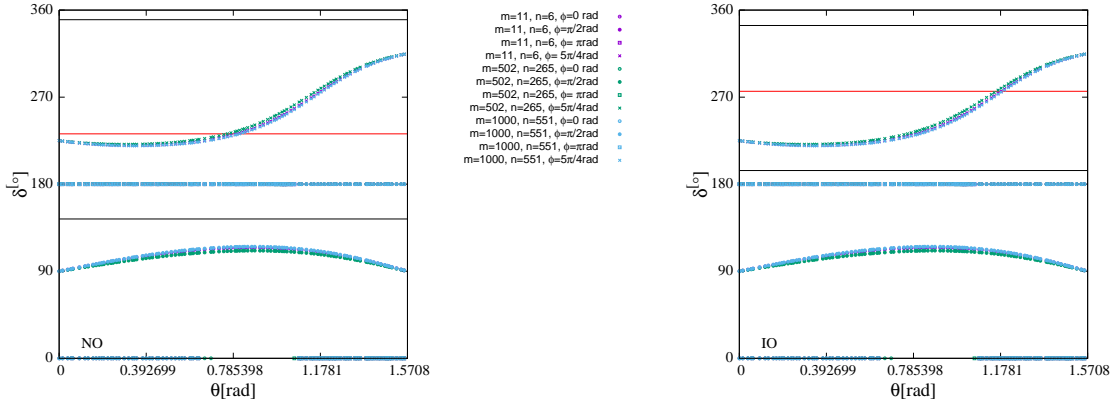 360
270
180
90
0
δ[°]
NO
0
0.392699
0.785398
1.1781
1.5708
θ[rad]
m=11, n=6, ϕ=0 rad
m=11, n=6, ϕ=π/2rad
m=11, n=6, ϕ= πrad
m=11, n=6, ϕ= 5π/4rad
m=502, n=265, ϕ=0 rad
m=502, n=265, ϕ=π/2rad
m=502, n=265, ϕ= πrad
m=502, n=265, ϕ=5π/4rad
m=1000, n=551, ϕ=0 rad
m=1000, n=551, ϕ=π/2rad
m=1000, n=551, ϕ=πrad
m=1000, n=551, ϕ=5π/4rad
360
270
180
90
0
δ[°]
IO
0
0.392699
0.785398
1.1781
1.5708
θ[rad]